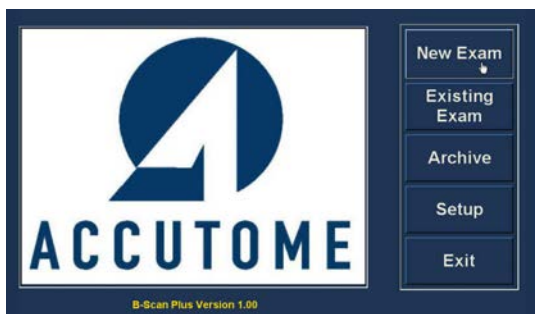 ACCUTOME
B-Scan Plus Version 1.00
New Exam
Existing
Exam
Archive
Setup
Exit